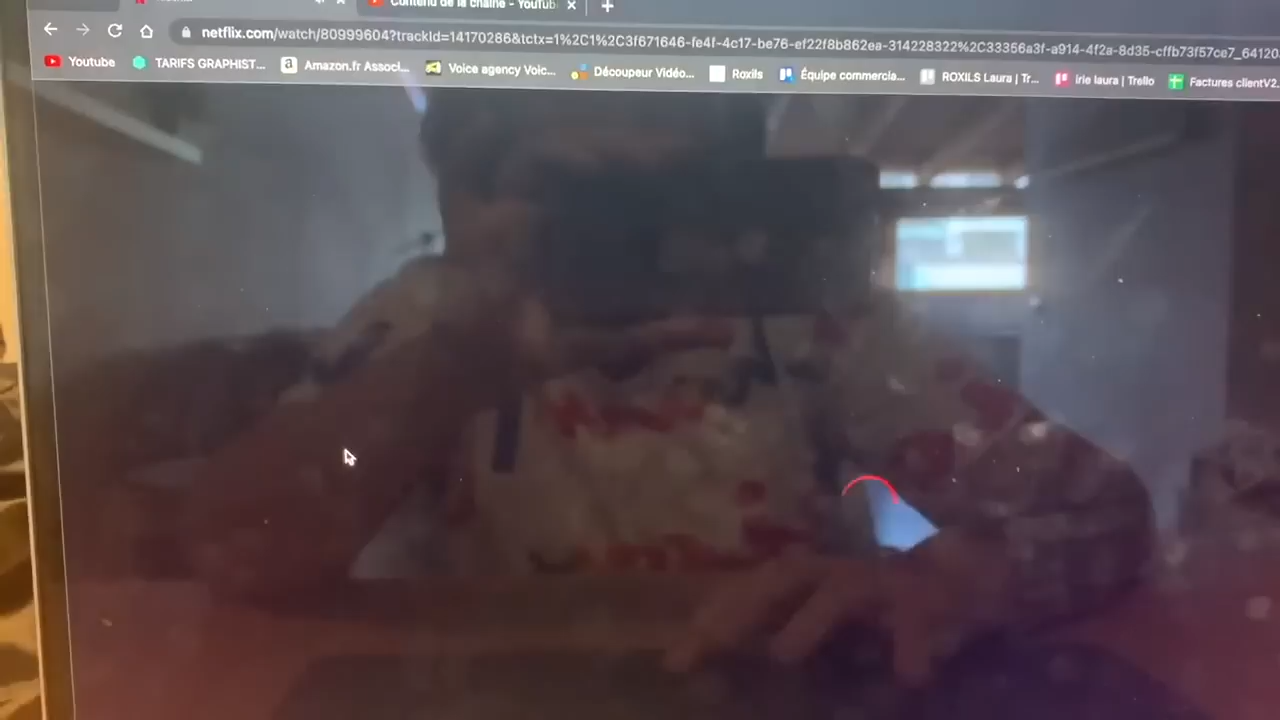 Contenu de la chaîne - YouTub
netflix.com/watch/80999604?trackId=14170286&tctx=1%2C1%2C3f671646-fe4f-4c17-be76-ef22f8b862ea-314228322%2C33356a3f-a914-4f2a-8d35-cffb73f57ce7_64120
Youtube TARIFS GRAPHIST... Amazon.fr Associ... Voice agency Voic... Découpeur Vidéo... Roxils Équipe commercia... ROXILS Laura | Tr... irie laura | Trello Factures clientV2.